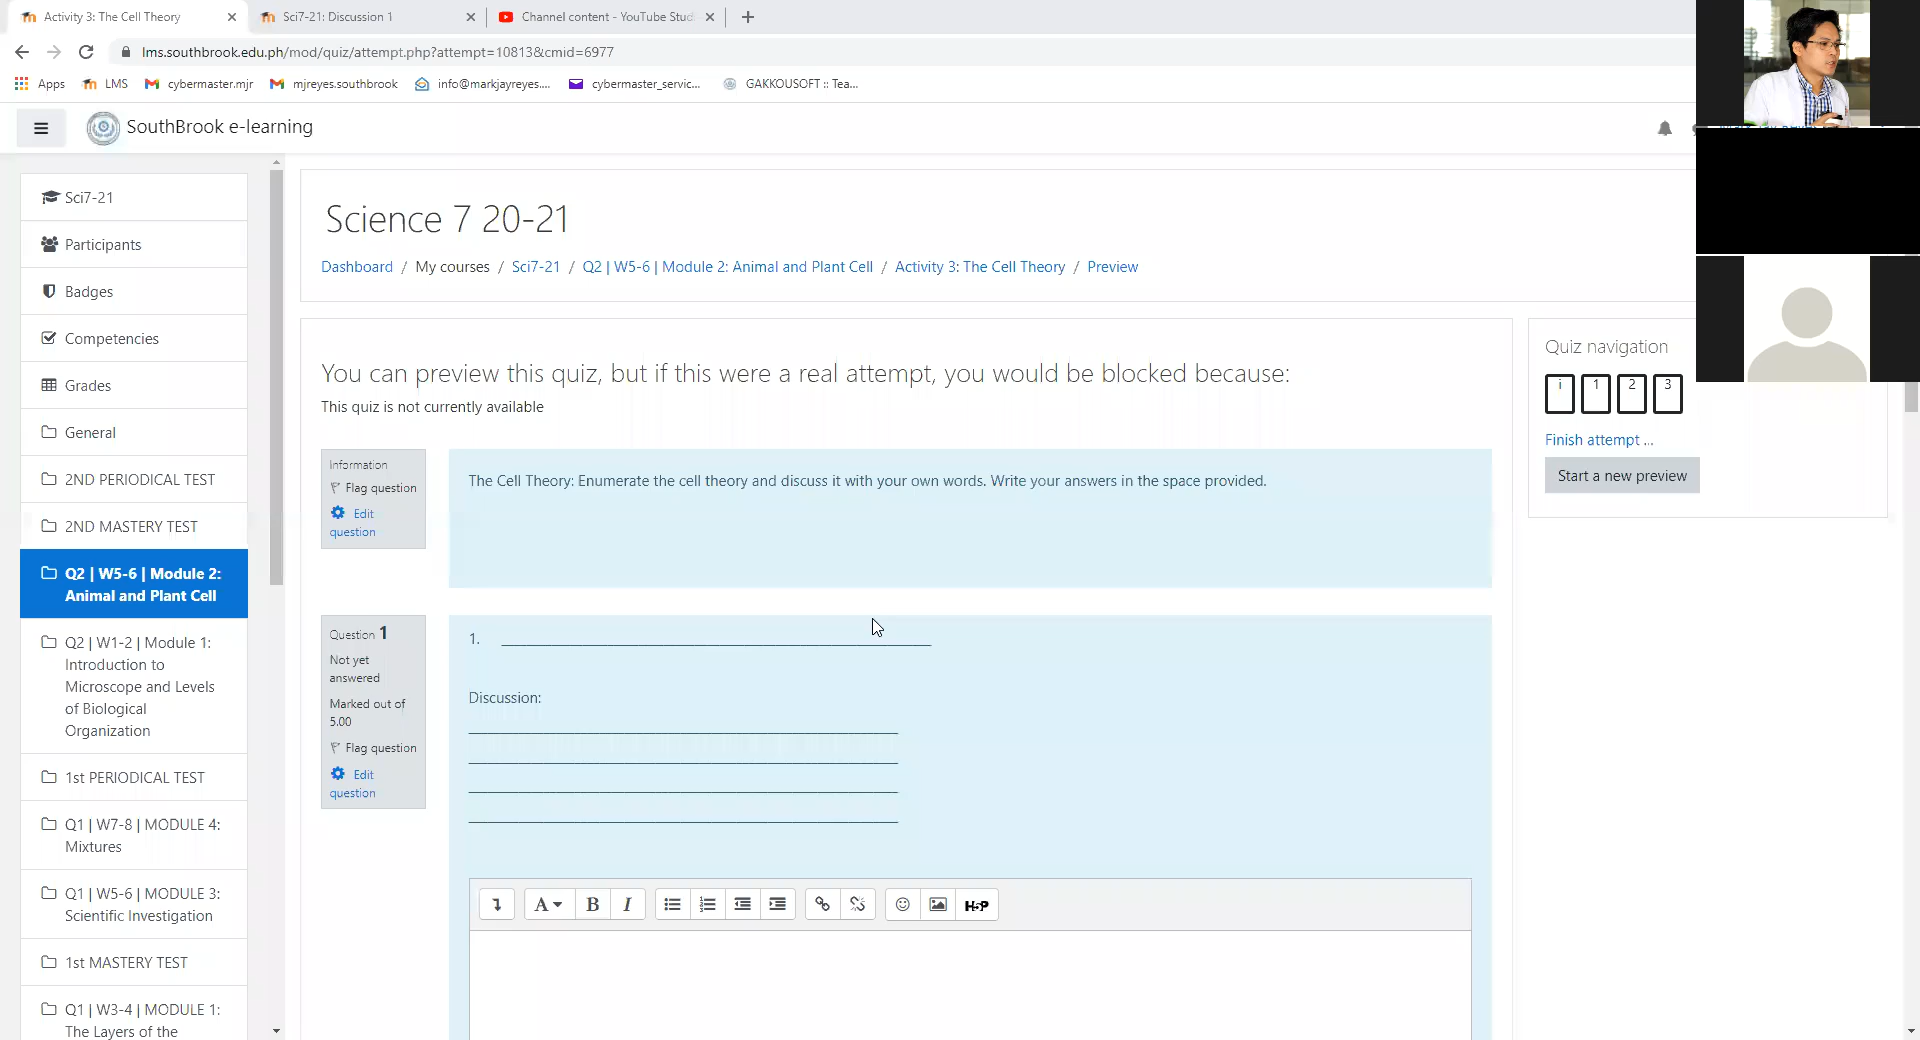 Activity 3: The Cell Theory
Sci7-21: Discussion 1
Channel content - YouTube Stud
lms.southbrook.edu.ph/mod/quiz/attempt.php?attempt=10813&cmid=6977
Apps LMS cybermaster.mjr mjreyes.southbrook info@markjayreyes.... cybermaster_servic... GAKKOUSOFT :: Tea...
SouthBrook e-learning
Sci7-21
Participants
Badges
Competencies
Grades
General
2ND PERIODICAL TEST
2ND MASTERY TEST
Q2 | W5-6 | Module 2:
Animal and Plant Cell
Q2 | W1-2 | Module 1:
Introduction to
Microscope and Levels
of Biological
Organization
1st PERIODICAL TEST
Q1 | W7-8 | MODULE 4:
Mixtures
Q1 | W5-6 | MODULE 3:
Scientific Investigation
1st MASTERY TEST
Q1 | W3-4 | MODULE 1:
The Layers of the
Science 7 20-21
Dashboard / My courses / Sci7-21 / Q2 | W5-6 | Module 2: Animal and Plant Cell / Activity 3: The Cell Theory / Preview
You can preview this quiz, but if this were a real attempt, you would be blocked because:
This quiz is not currently available
Information
Flag question
Edit
question
The Cell Theory: Enumerate the cell theory and discuss it with your own words. Write your answers in the space provided.
Question 1
Not yet
answered
Marked out of
5.00
Flag question
Edit
question
1.
Discussion:
A B I
H5P
Quiz navigation
i 1 2 3
Finish attempt ...
Start a new preview